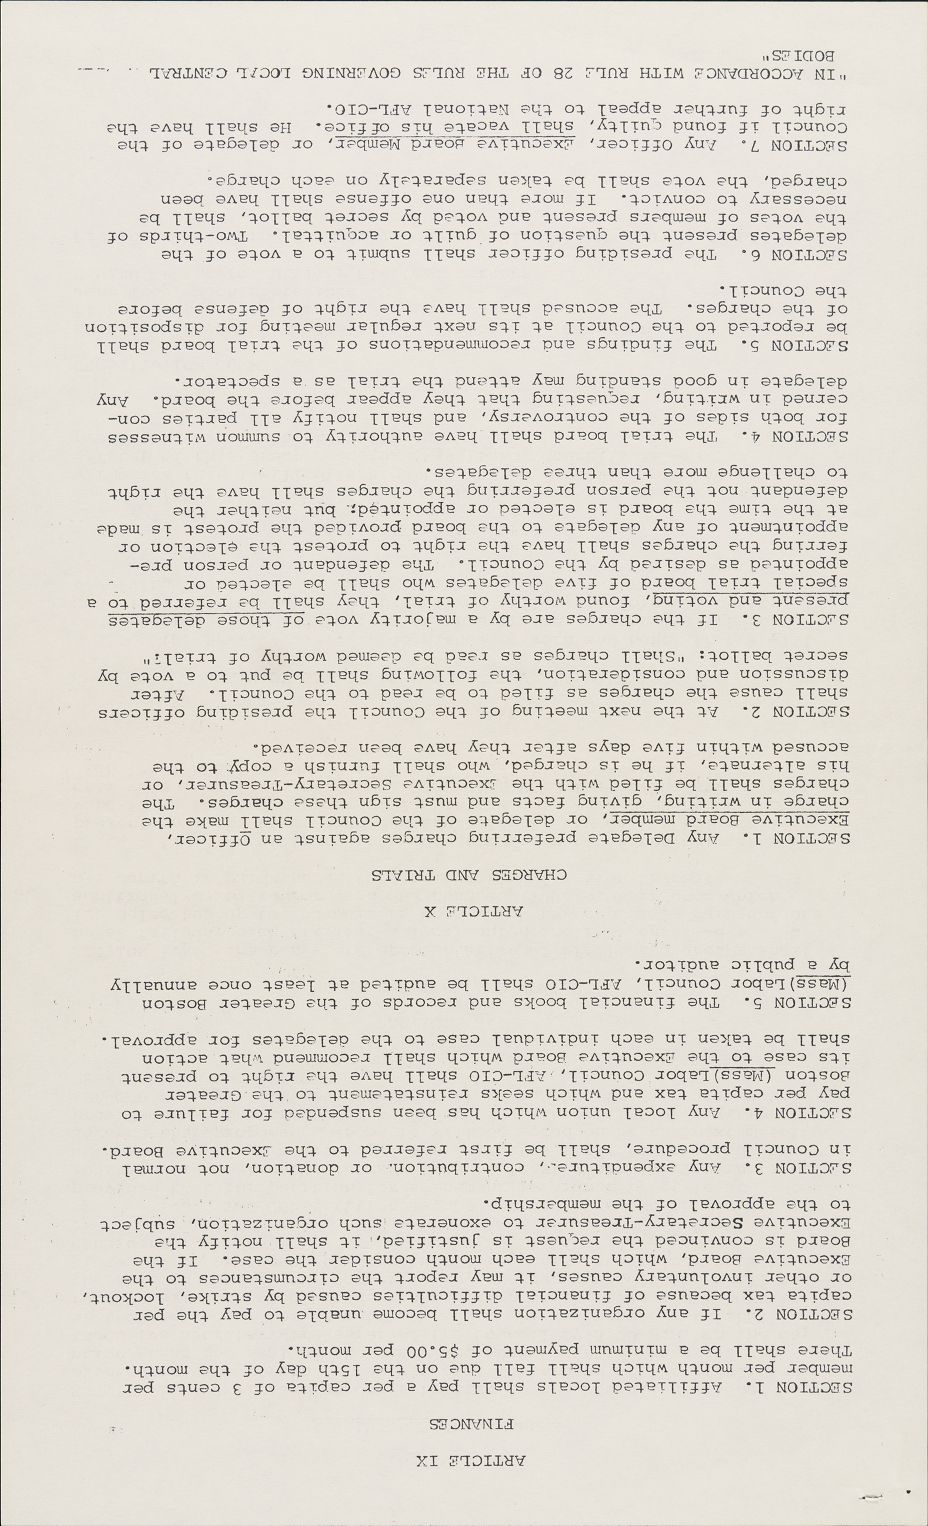 ARTICLE IX
FINANCES
SECTION 1. Affiliated locals shall pay a per capita of 3 cents per
member per month which shall fall due on the 15th day of the month.
There shall be a minimum payment of $5.00 per month.
SECTION 2. If any organization shall become unable to pay the per
capita tax because of financial difficulties caused by strike, lockout,
or other involuntary causes, it may report the circumstances to the
Executive Board, which shall each month consider the case. If the
Board is convinced the request is justified, it shall notify the
Executive Secretary-Treasurer to exonerate such organization, subject
to the approval of the membership.
SECTION 3. Any expenditure, contribution, or donation, not normal
in Council procedure, shall be first referred to the Executive Board.
SECTION 4. Any local union which has been suspended for failure to
pay per capita tax and which seeks reinstatement to the Greater
Boston (Mass) Labor Council, AFL-CIO shall have the right to present
its case to the Executive Board which shall recommend what action
shall be taken in each individual case to the delegates for approval.
SECTION 5. The financial books and records of the Greater Boston
(Mass) Labor Council, AFL-CIO shall be audited at least once annually
by a public auditor.
ARTICLE X
CHARGES AND TRIALS
SECTION 1. Any Delegate preferring charges against an Officer,
Executive Board member, or delegate of the Council shall make the
charge in writing, giving facts and must sign these charges. The
charges shall be filed with the Executive Secretary-Treasurer, or
his alternate, if he is charged, who shall furnish a copy to the
accused within five days after they have been received.
SECTION 2. At the next meeting of the Council the presiding officers
shall cause the charges as filed to be read to the Council. After
discussion and consideration, the following shall be put to a vote by
secret ballot: "Shall charges as read be deemed worthy of trial?"
SECTION 3. If the charges are by a majority vote of those delegates
present and voting, found worthy of trial, they shall be referred to a
special trial board of five delegates who shall be elected or
appointed as desired by the Council. The defendant or person pre-
ferring the charges shall have the right to protest the election or
appointment of any delegate to the board provided the protest is made
at the time the board is elected or appointed; but neither the
defendant not the person preferring the charges shall have the right
to challenge more than three delegates.
SECTION 4. The trial board shall have authority to summon witnesses
for both sides of the controversy, and shall notify all parties con-
cerned in writing, requesting that they appear before the board. Any
delegate in good standing may attend the trial as a spectator.
SECTION 5. The findings and recommendations of the trial board shall
be reported to the Council at its next regular meeting for disposition
of the charges. The accused shall have the right of defense before
the Council.
SECTION 6. The presiding officer shall submit to a vote of the
delegates present the question of guilt or acquittal. Two-thirds of
the votes of members present and voted by secret ballot, shall be
necessary to convict. If more than one offense shall have been
charged, the vote shall be taken separately on each charge.
SECTION 7. Any Officer, Executive Board Member, or delegate of the
Council if found guilty, shall vacate his office. He shall have the
right of further appeal to the National AFL-CIO.
"IN ACCORDANCE WITH RULE 28 OF THE RULES GOVERNING LOCAL CENTRAL
BODIES"